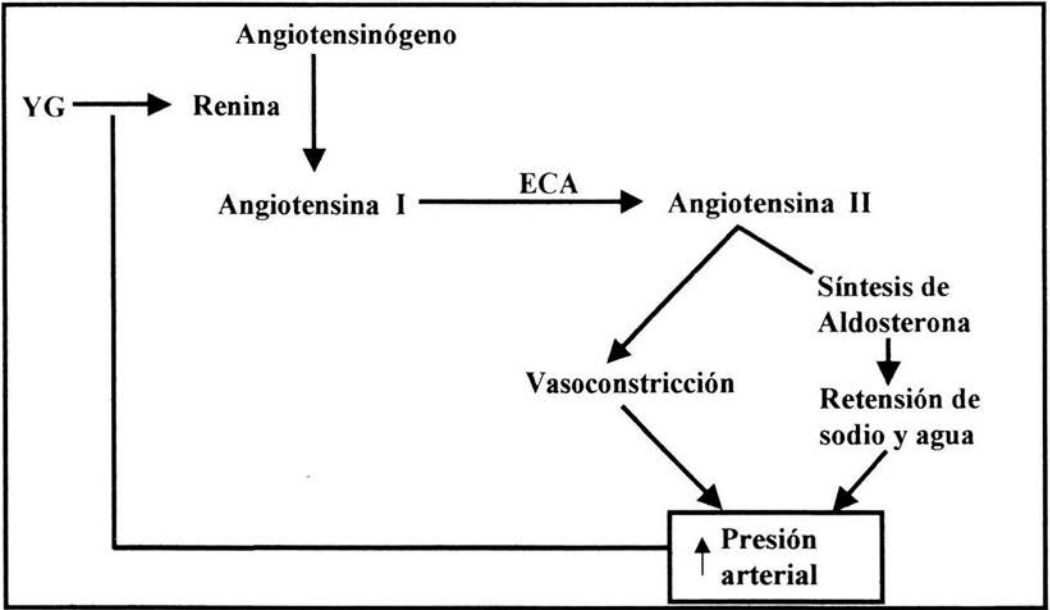 Angiotensinógeno
YG
Renina
Angiotensina I
ECA
Angiotensina II
Síntesis de
Aldosterona
Vasoconstricción
Retensión de
sodio y agua
Presión
arterial